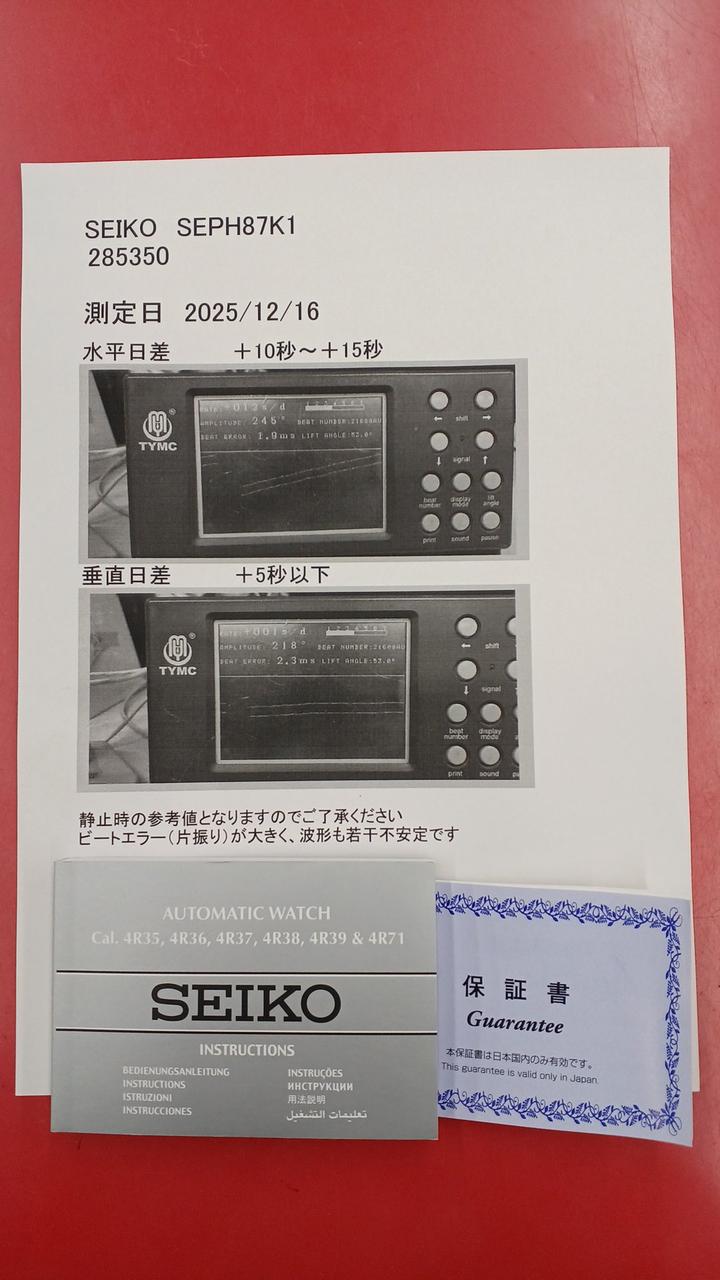 SEIKO SEPH87K1
285350
測定日 2025/12/16
水平日差 +10秒~+15秒
TYMC
RATE: +012s/d
AMPLITUDE: 245° BEAT NUMBER:21600AU
BEAT ERROR: 1.9ms LIFT ANGLE:53.0°
← shift →
↓ signal ↑
beat number display mode lift angle
print sound pause
垂直日差 +5秒以下
TYMC
RATE: +001s/d
AMPLITUDE: 218° BEAT NUMBER:21600AU
BEAT ERROR: 2.3ms LIFT ANGLE:53.0°
← shift
↓ signal
beat number display mode
print sound
静止時の参考値となりますのでご了承ください
ビートエラー(片振り)が大きく、波形も若干不安定です
AUTOMATIC WATCH
Cal. 4R35, 4R36, 4R37, 4R38, 4R39 & 4R71
SEIKO
INSTRUCTIONS
BEDIENUNGSANLEITUNG
INSTRUCTIONS
ISTRUZIONI
INSTRUCCIONES
INSTRUÇÕES
ИНСТРУКЦИИ
用法説明
تعليمات التشغيل
保証書
Guarantee
本保証書は日本国内のみ有効です。
This guarantee is valid only in Japan.